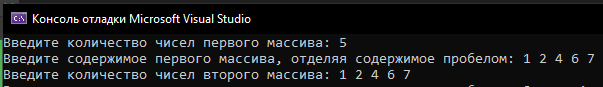 Консоль отладки Microsoft Visual Studio
Введите количество чисел первого массива: 5
Введите содержимое первого массива, отделяя содержимое пробелом: 1 2 4 6 7
Введите количество чисел второго массива: 1 2 4 6 7